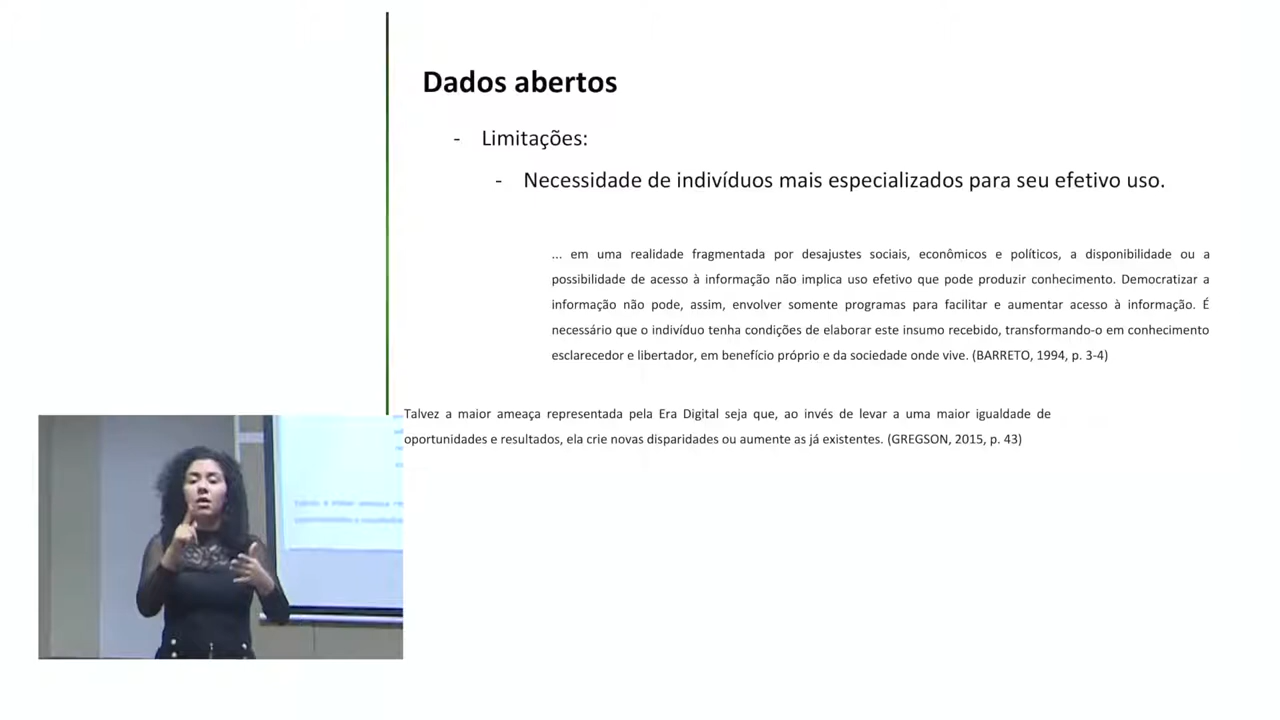 Dados abertos
- Limitações:
- Necessidade de indivíduos mais especializados para seu efetivo uso.
... em uma realidade fragmentada por desajustes sociais, econômicos e políticos, a disponibilidade ou a
possibilidade de acesso à informação não implica uso efetivo que pode produzir conhecimento. Democratizar a
informação não pode, assim, envolver somente programas para facilitar e aumentar acesso à informação. É
necessário que o indivíduo tenha condições de elaborar este insumo recebido, transformando-o em conhecimento
esclarecedor e libertador, em benefício próprio e da sociedade onde vive. (BARRETO, 1994, p. 3-4)
Talvez a maior ameaça representada pela Era Digital seja que, ao invés de levar a uma maior igualdade de
oportunidades e resultados, ela crie novas disparidades ou aumente as já existentes. (GREGSON, 2015, p. 43)